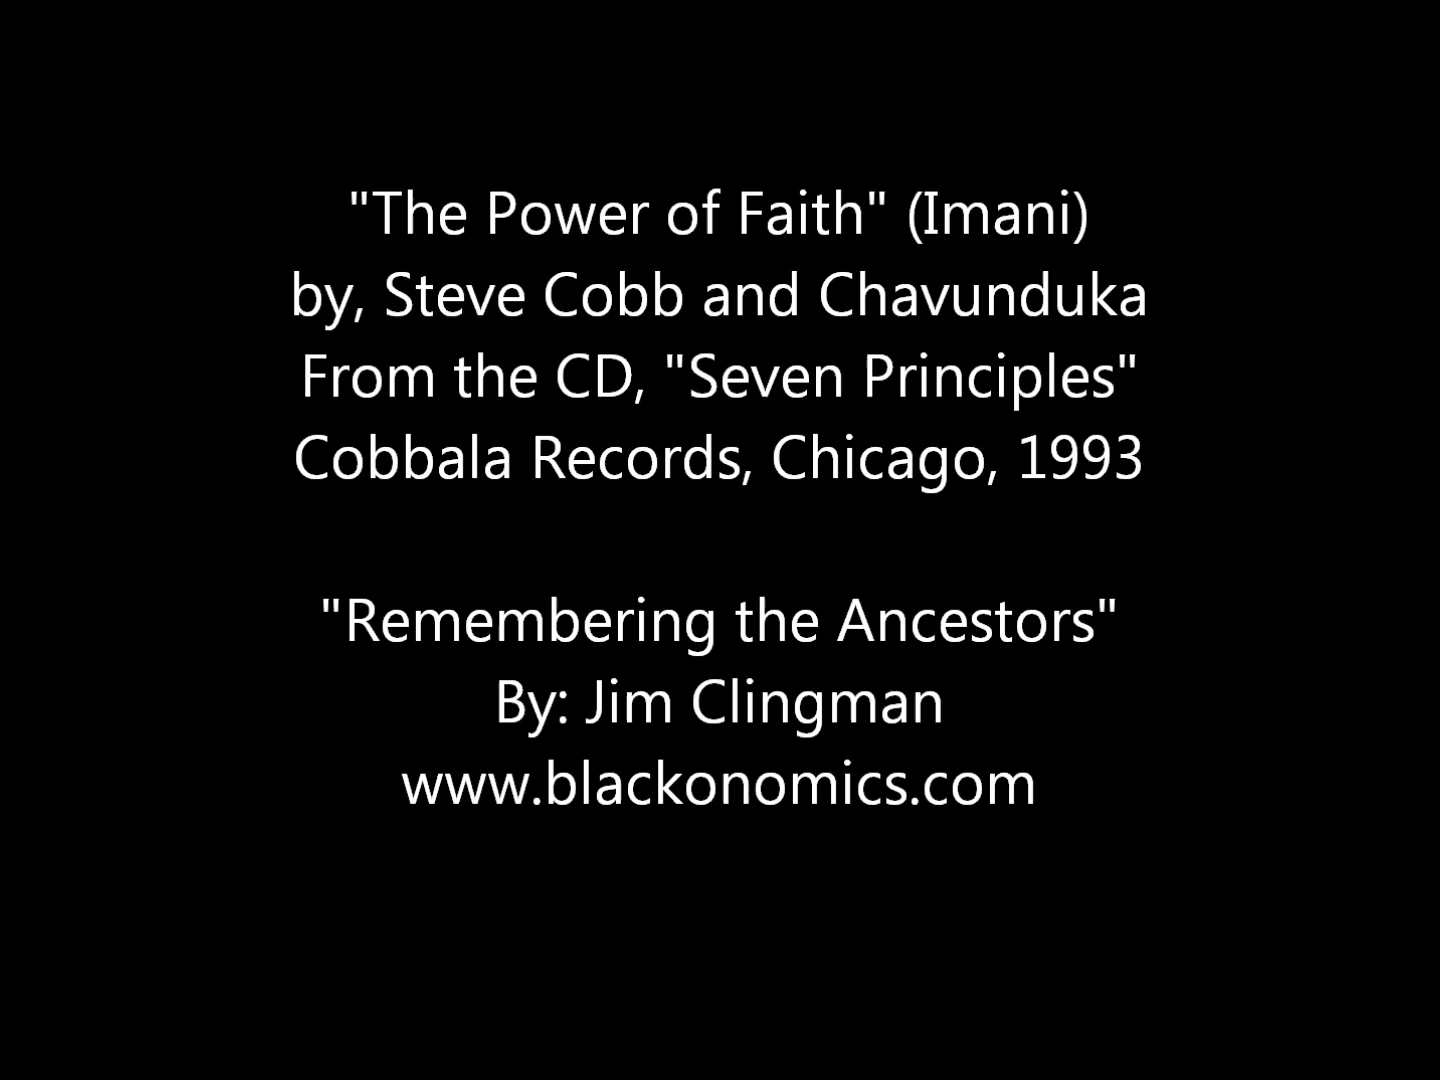 "The Power of Faith" (Imani)
by, Steve Cobb and Chavunduka
From the CD, "Seven Principles"
Cobbala Records, Chicago, 1993
"Remembering the Ancestors"
By: Jim Clingman
www.blackonomics.com